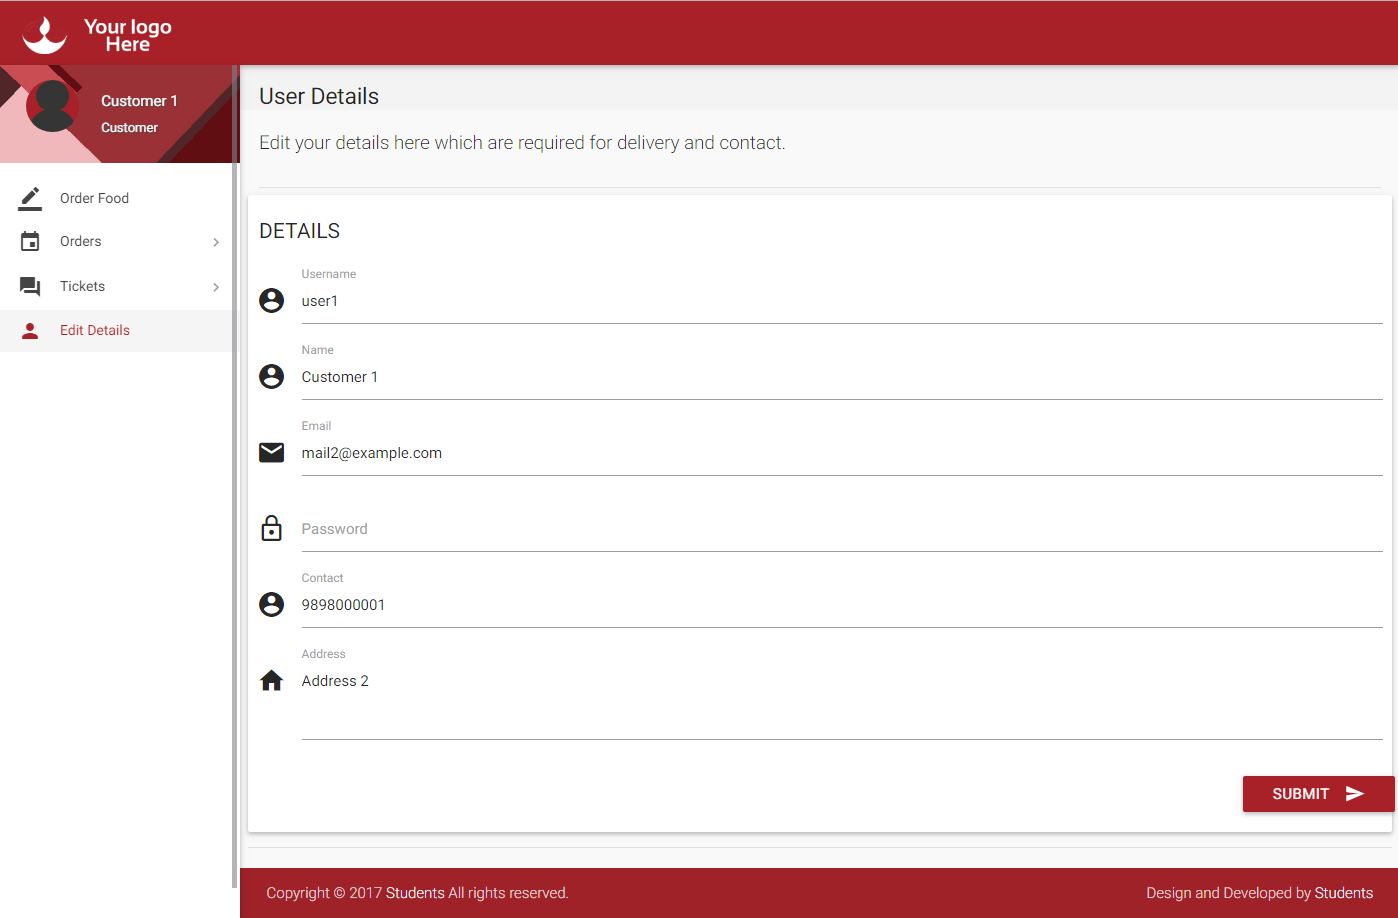 Your logo
Here
Customer 1
Customer
Order Food
Orders
Tickets
Edit Details
User Details
Edit your details here which are required for delivery and contact.
DETAILS
Username
user1
Name
Customer 1
Email
mail2@example.com
Password
Contact
9898000001
Address
Address 2
SUBMIT
Copyright © 2017 Students All rights reserved.
Design and Developed by Students